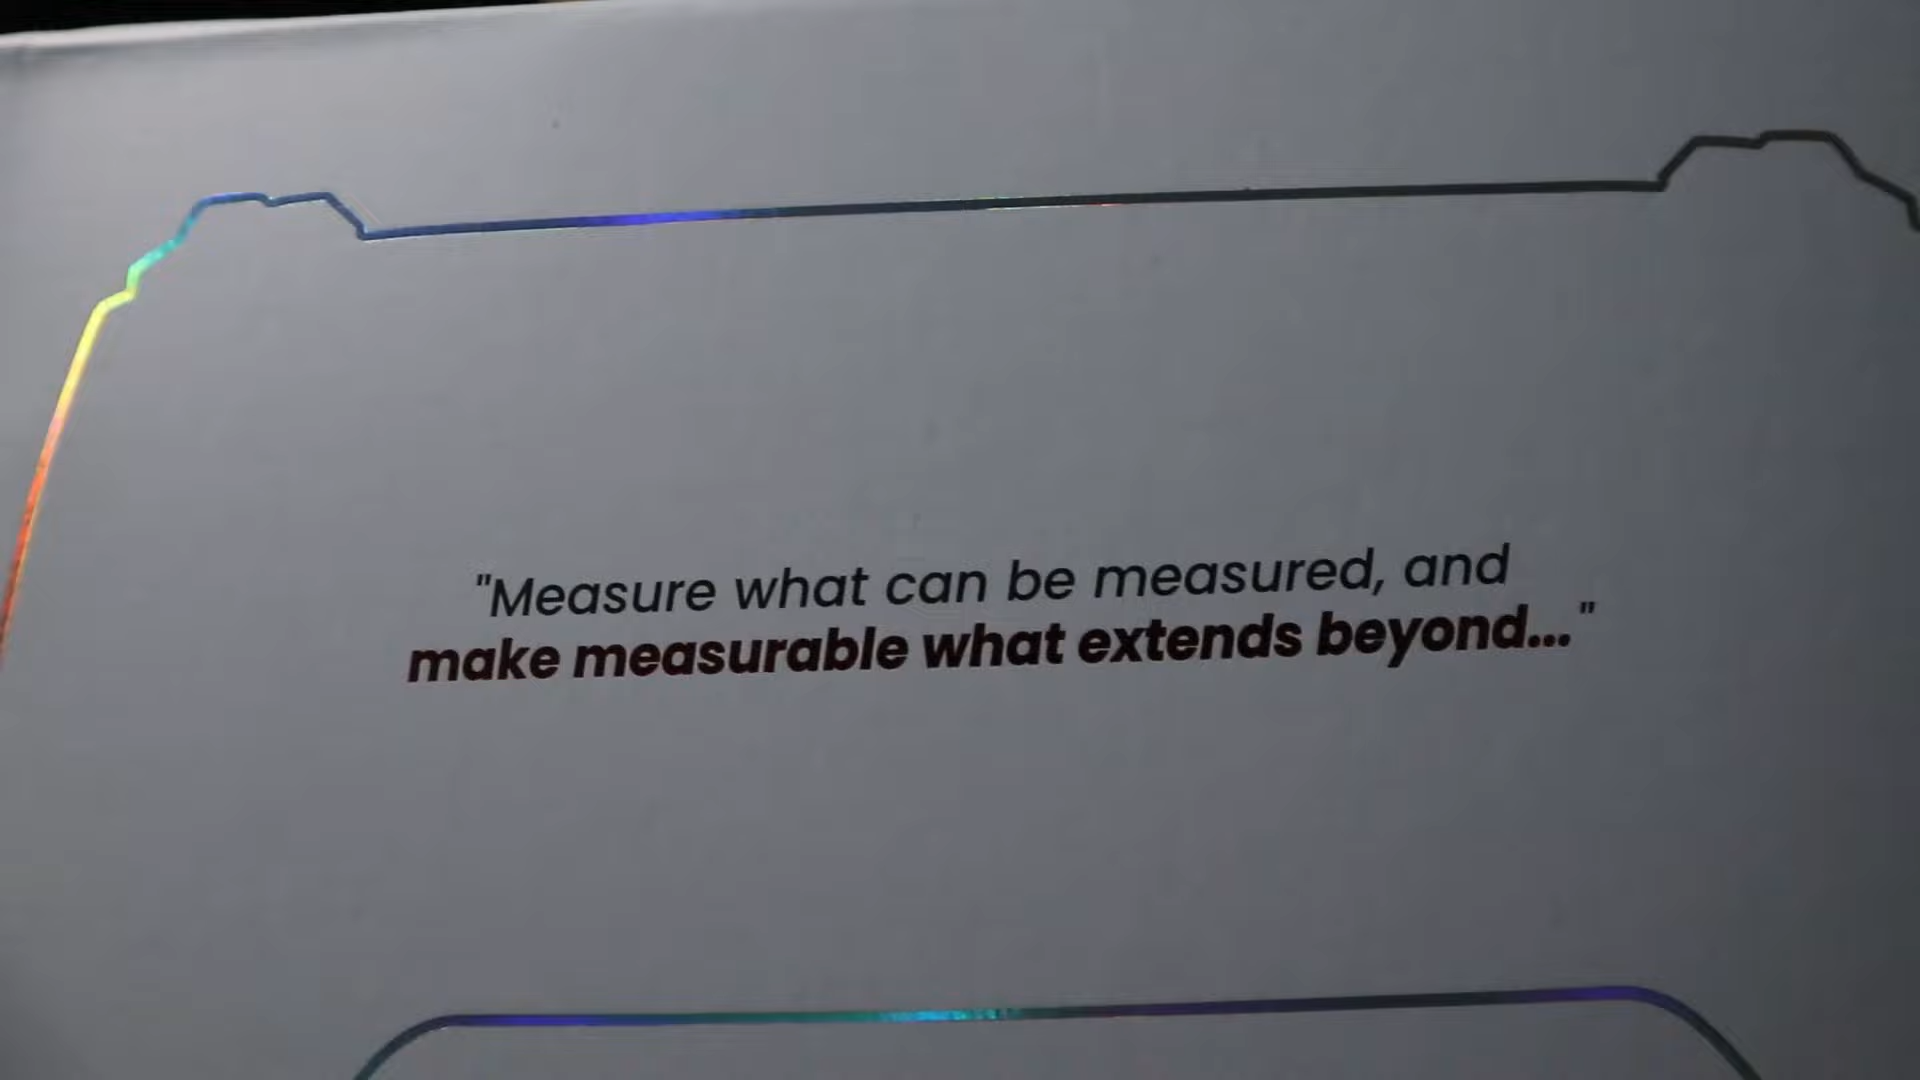 "Measure what can be measured, and
make measurable what extends beyond..."